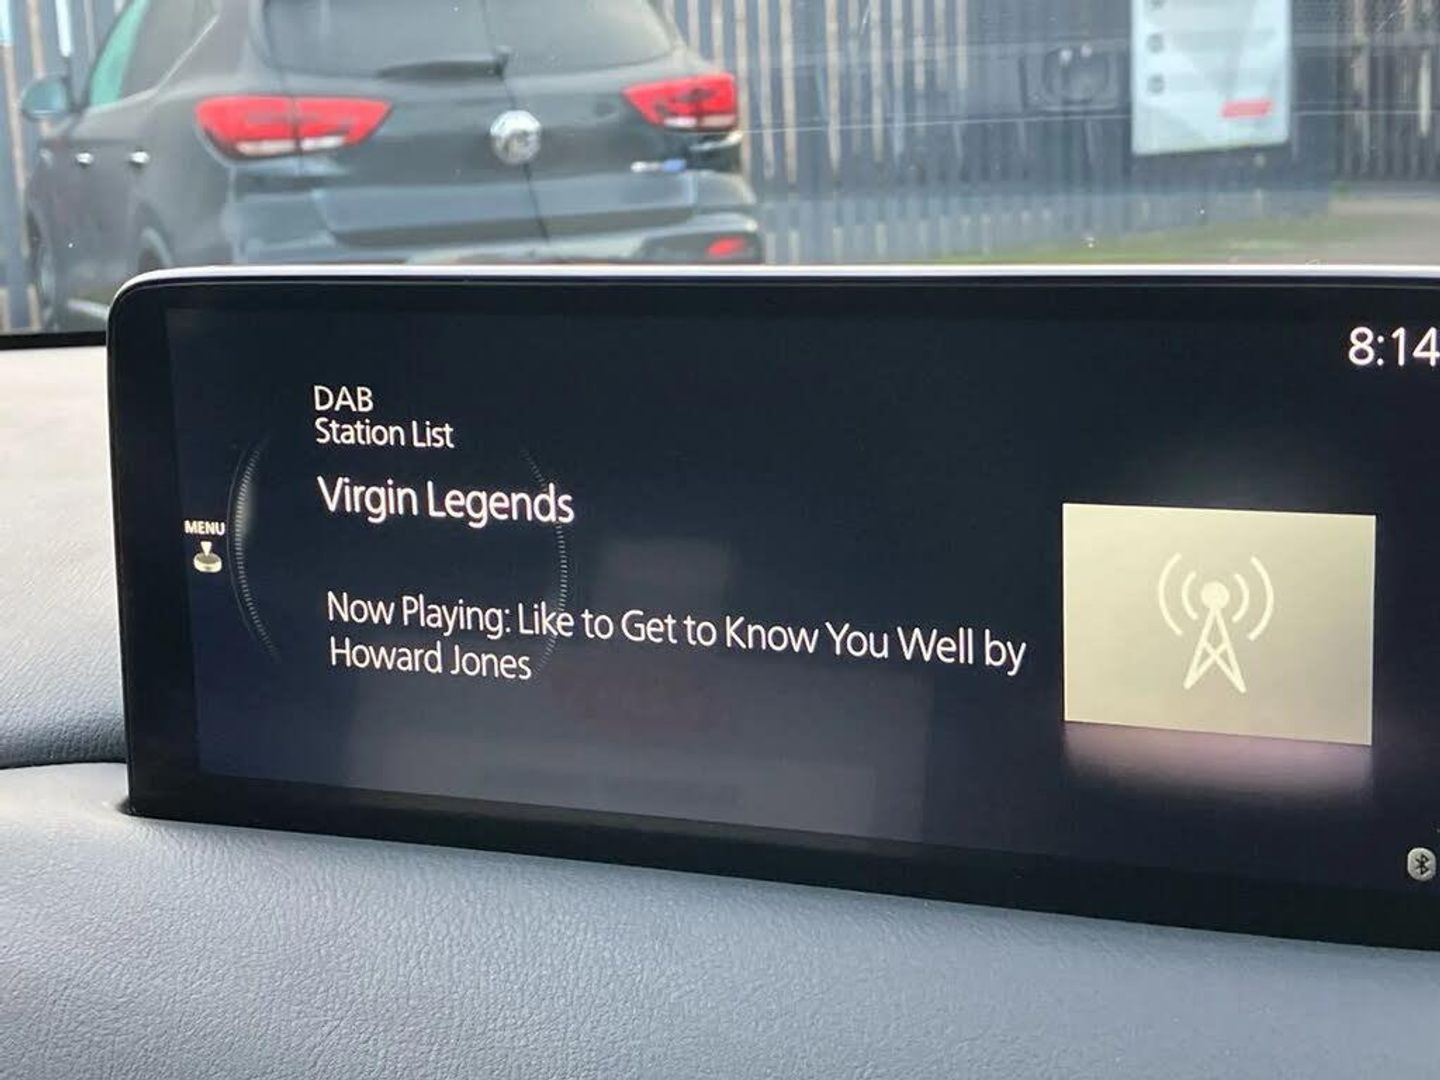 8:14
DAB
Station List
Virgin Legends
MENU
Now Playing: Like to Get to Know You Well by
Howard Jones